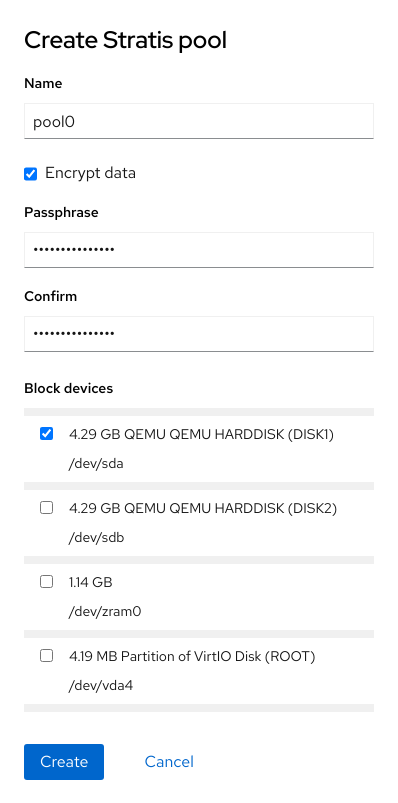 Create Stratis pool
Name
pool0
Encrypt data
Passphrase
•••••••••••••••
Confirm
•••••••••••••••
Block devices
4.29 GB QEMU QEMU HARDDISK (DISK1)
/dev/sda
4.29 GB QEMU QEMU HARDDISK (DISK2)
/dev/sdb
1.14 GB
/dev/zram0
4.19 MB Partition of VirtIO Disk (ROOT)
/dev/vda4
Create Cancel